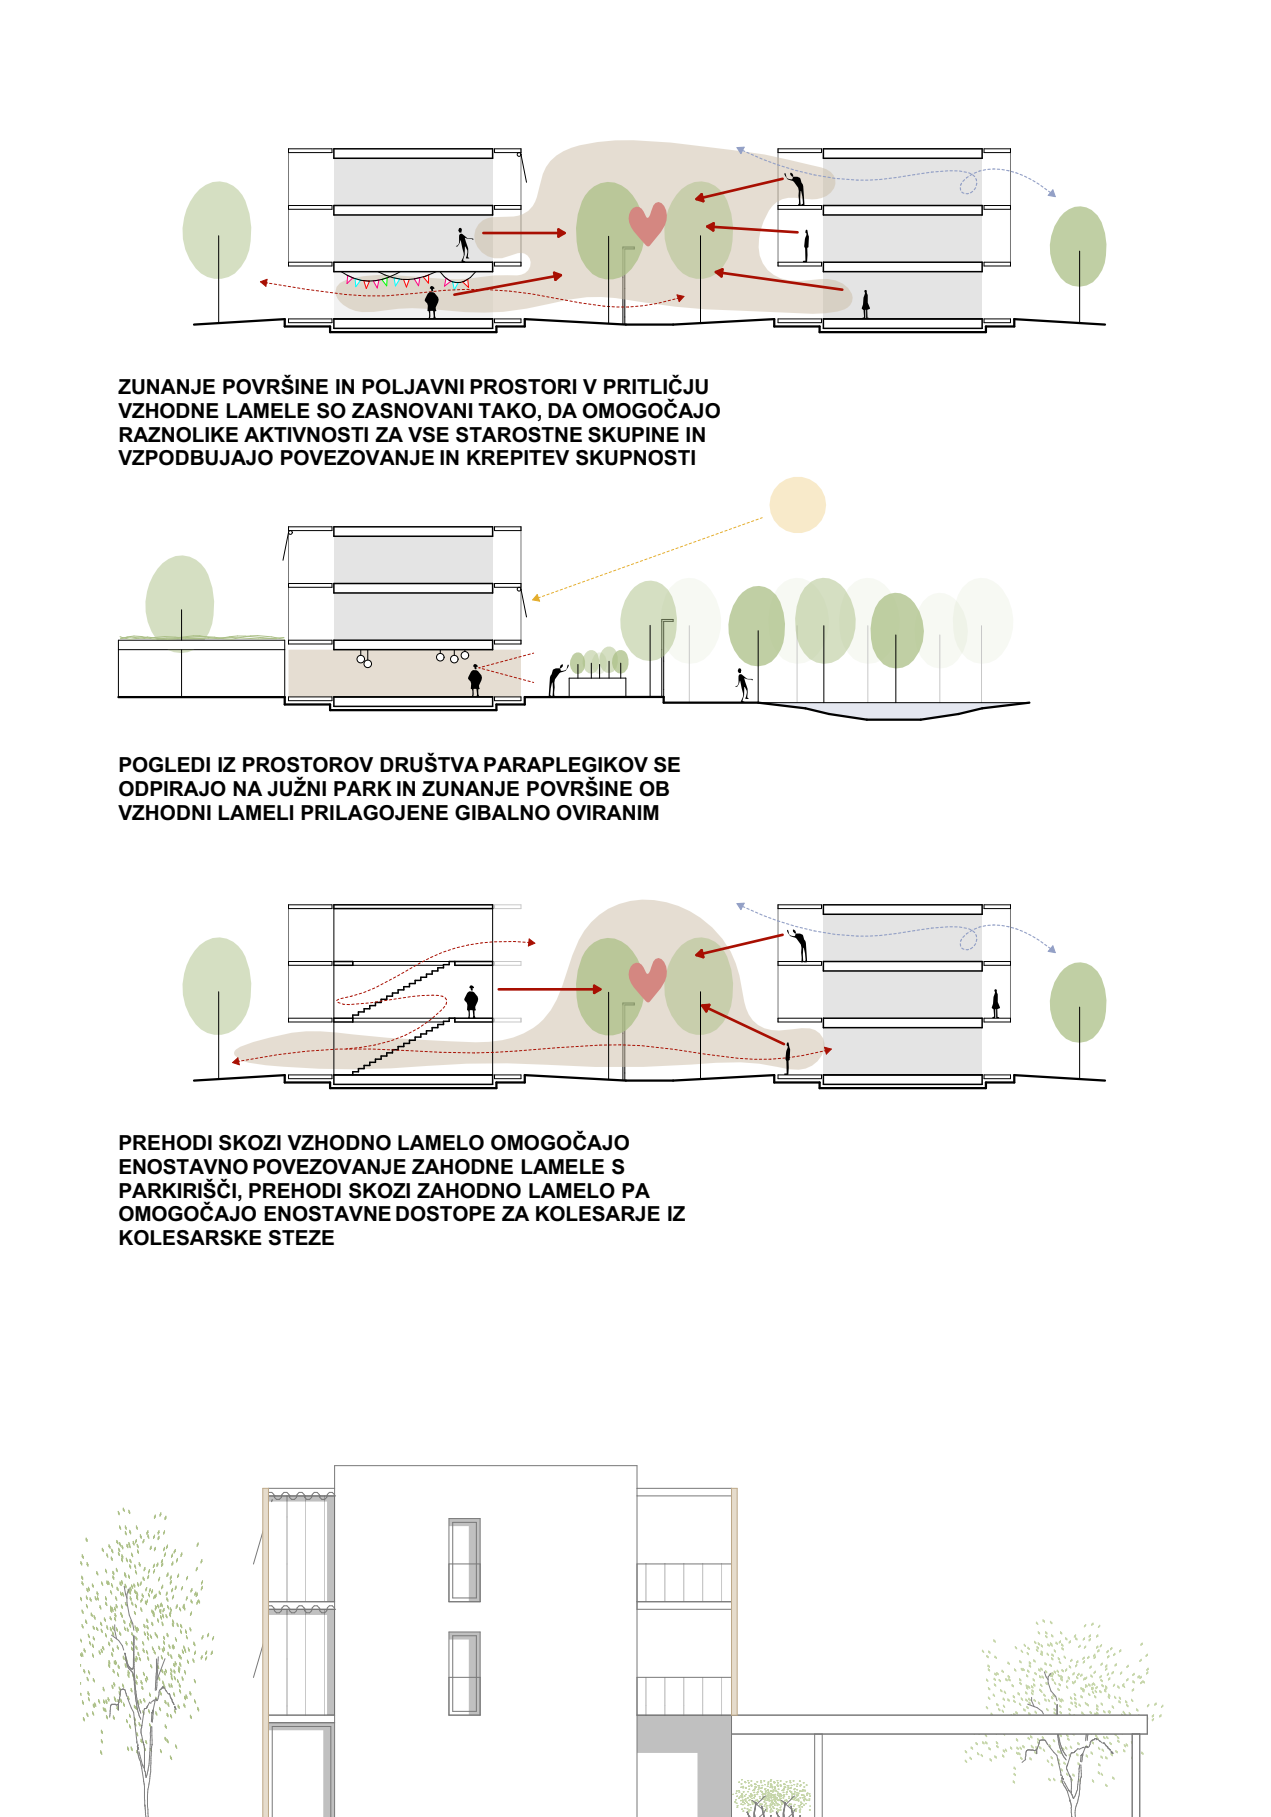 ZUNANJE POVRŠINE IN POLJAVNI PROSTORI V PRITLIČJU
VZHODNE LAMELE SO ZASNOVANI TAKO, DA OMOGOČAJO
RAZNOLIKE AKTIVNOSTI ZA VSE STAROSTNE SKUPINE IN
VZPODBUJAJO POVEZOVANJE IN KREPITEV SKUPNOSTI
POGLEDI IZ PROSTOROV DRUŠTVA PARAPLEGIKOV SE
ODPIRAJO NA JUŽNI PARK IN ZUNANJE POVRŠINE OB
VZHODNI LAMELI PRILAGOJENE GIBALNO OVIRANIM
PREHODI SKOZI VZHODNO LAMELO OMOGOČAJO
ENOSTAVNO POVEZOVANJE ZAHODNE LAMELE S
PARKIRIŠČI, PREHODI SKOZI ZAHODNO LAMELO PA
OMOGOČAJO ENOSTAVNE DOSTOPE ZA KOLESARJE IZ
KOLESARSKE STEZE